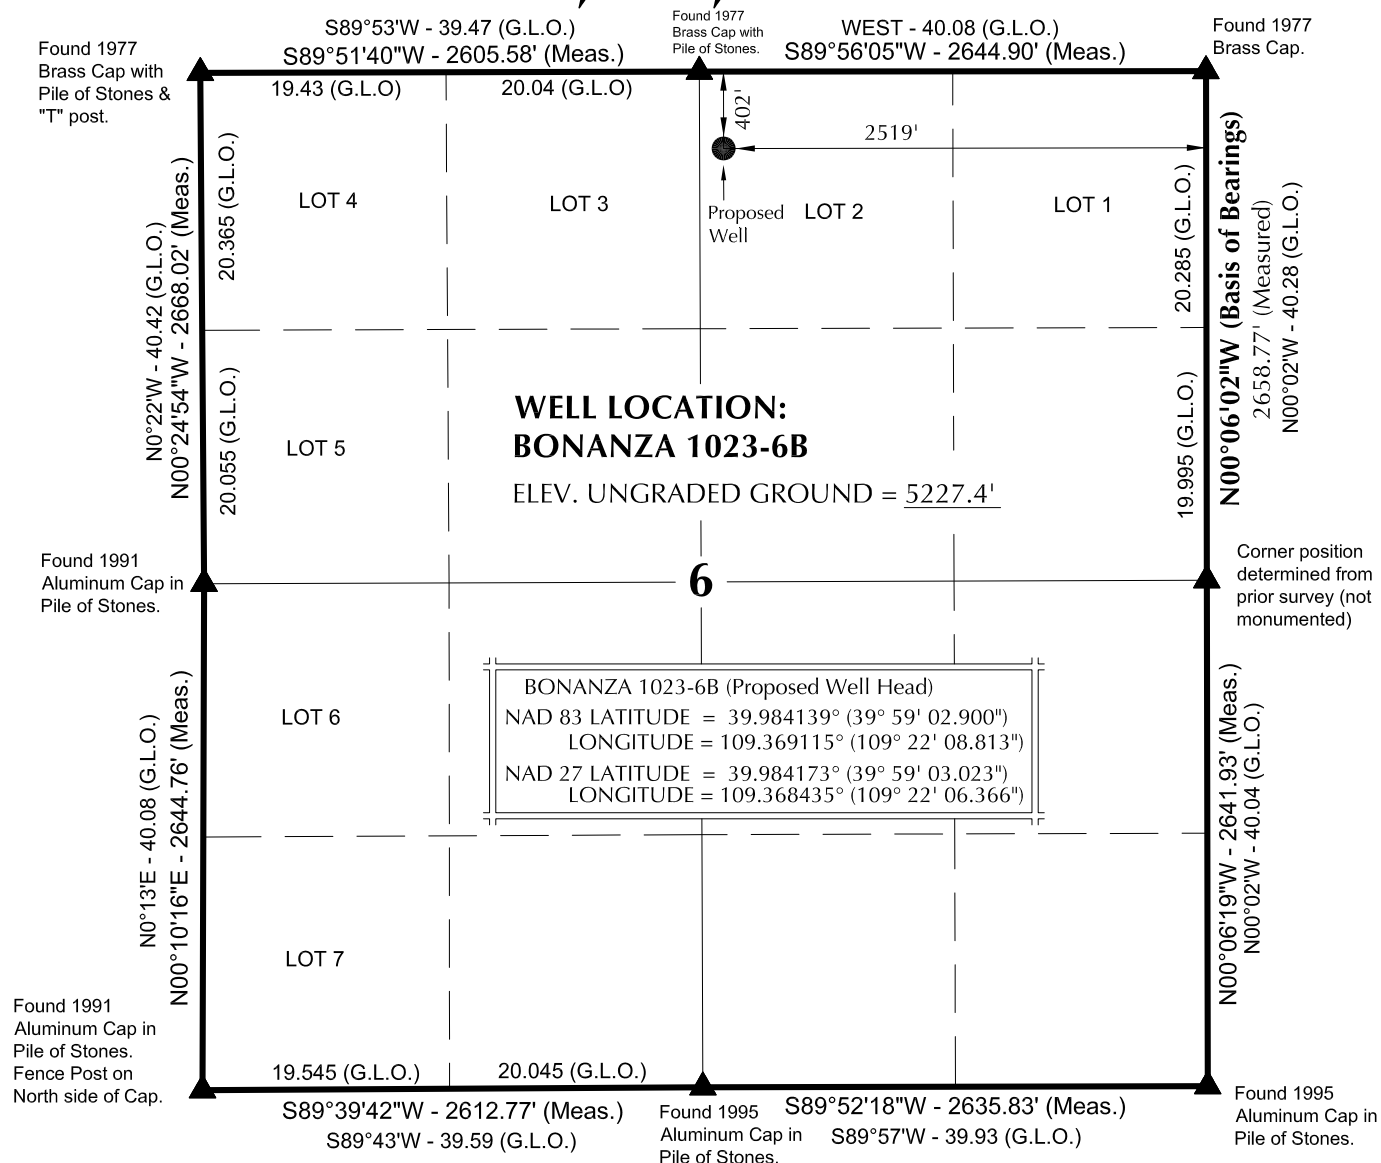 S89°53'W - 39.47 (G.L.O.)
S89°51'40"W - 2605.58' (Meas.)
Found 1977
Brass Cap with
Pile of Stones.
WEST - 40.08 (G.L.O.)
S89°56'05"W - 2644.90' (Meas.)
Found 1977
Brass Cap.
Found 1977
Brass Cap with
Pile of Stones &
"T" post.
19.43 (G.L.O)
20.04 (G.L.O)
402'
2519'
Proposed
Well
LOT 4
LOT 3
LOT 2
LOT 1
N0°22'W - 40.42 (G.L.O.)
N00°24'54"W - 2668.02' (Meas.)
20.365 (G.L.O.)
20.055 (G.L.O.)
20.285 (G.L.O.)
19.995 (G.L.O.)
N00°06'02"W (Basis of Bearings)
2658.77' (Measured)
N00°02'W - 40.28 (G.L.O.)
WELL LOCATION:
BONANZA 1023-6B
ELEV. UNGRADED GROUND = 5227.4'
LOT 5
Found 1991
Aluminum Cap in
Pile of Stones.
6
Corner position
determined from
prior survey (not
monumented)
BONANZA 1023-6B (Proposed Well Head)
NAD 83 LATITUDE = 39.984139° (39° 59' 02.900")
LONGITUDE = 109.369115° (109° 22' 08.813")
NAD 27 LATITUDE = 39.984173° (39° 59' 03.023")
LONGITUDE = 109.368435° (109° 22' 06.366")
LOT 6
LOT 7
N0°13'E - 40.08 (G.L.O.)
N00°10'16"E - 2644.76' (Meas.)
N00°06'19"W - 2641.93' (Meas.)
N00°02'W - 40.04 (G.L.O.)
Found 1991
Aluminum Cap in
Pile of Stones.
Fence Post on
North side of Cap.
19.545 (G.L.O.)
20.045 (G.L.O.)
S89°39'42"W - 2612.77' (Meas.)
S89°43'W - 39.59 (G.L.O.)
Found 1995
Aluminum Cap in
Pile of Stones.
S89°52'18"W - 2635.83' (Meas.)
S89°57'W - 39.93 (G.L.O.)
Found 1995
Aluminum Cap in
Pile of Stones.